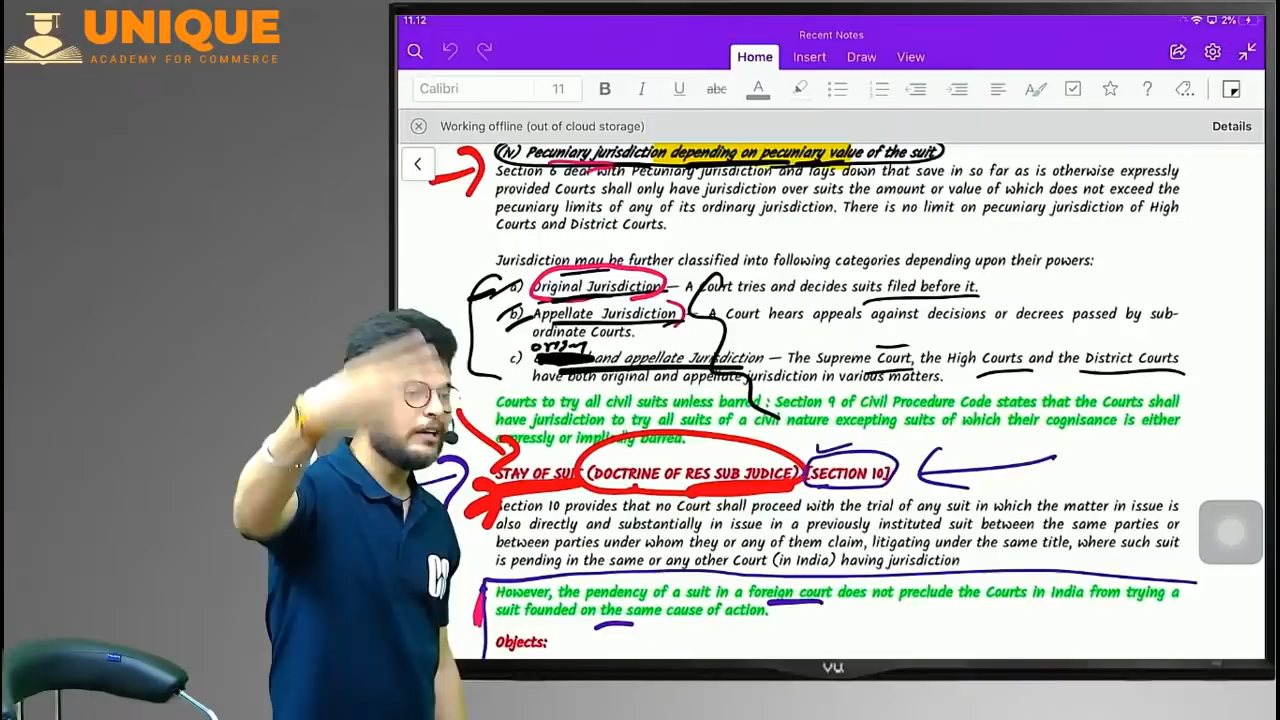 UNIQUE
ACADEMY FOR COMMERCE
11.12
2%
Recent Notes
Home Insert Draw View
Calibri 11 B I U abc A
Working offline (out of cloud storage) Details
(iv) Pecuniary jurisdiction depending on pecuniary value of the suit
Section 6 deal with Pecuniary jurisdiction and lays down that save in so far as is otherwise expressly
provided Courts shall only have jurisdiction over suits the amount or value of which does not exceed the
pecuniary limits of any of its ordinary jurisdiction. There is no limit on pecuniary jurisdiction of High
Courts and District Courts.
Jurisdiction may be further classified into following categories depending upon their powers:
a) Original Jurisdiction — A Court tries and decides suits filed before it.
b) Appellate Jurisdiction — A Court hears appeals against decisions or decrees passed by sub-
ordinate Courts.
c) and appellate Jurisdiction — The Supreme Court, the High Courts and the District Courts
have both original and appellate jurisdiction in various matters.
Courts to try all civil suits unless barred : Section 9 of Civil Procedure Code states that the Courts shall
have jurisdiction to try all suits of a civil nature excepting suits of which their cognisance is either
expressly or impliedly barred.
STAY OF SUIT (DOCTRINE OF RES SUB JUDICE) [SECTION 10]
Section 10 provides that no Court shall proceed with the trial of any suit in which the matter in issue is
also directly and substantially in issue in a previously instituted suit between the same parties or
between parties under whom they or any of them claim, litigating under the same title, where such suit
is pending in the same or any other Court (in India) having jurisdiction
However, the pendency of a suit in a foreign court does not preclude the Courts in India from trying a
suit founded on the same cause of action.
Objects:
VU